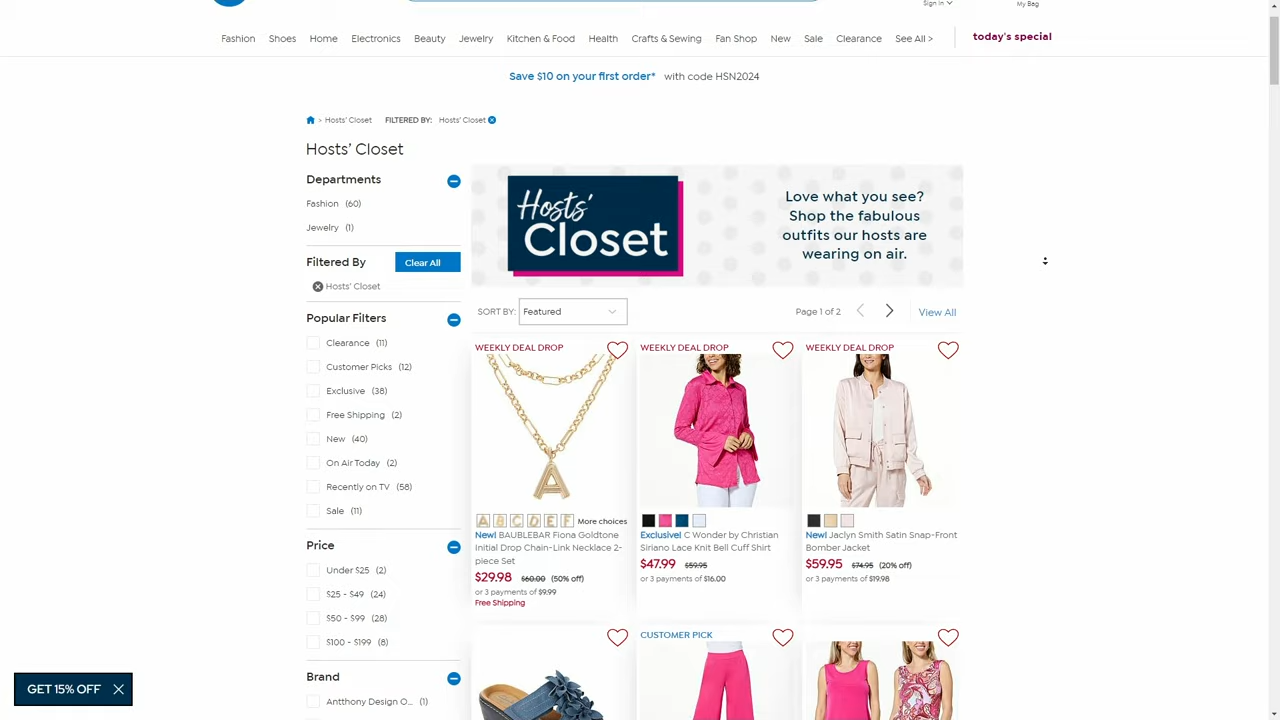 Sign in
My Bag
Fashion Shoes Home Electronics Beauty Jewelry Kitchen & Food Health Crafts & Sewing Fan Shop New Sale Clearance See All > today's special
Save $10 on your first order* with code HSN2024
> Hosts' Closet FILTERED BY: Hosts' Closet
Hosts' Closet
Departments
Fashion (60)
Jewelry (1)
Filtered By Clear All
Hosts' Closet
Popular Filters
Clearance (11)
Customer Picks (12)
Exclusive (38)
Free Shipping (2)
New (40)
On Air Today (2)
Recently on TV (58)
Sale (11)
Price
Under $25 (2)
$25 - $49 (24)
$50 - $99 (28)
$100 - $199 (8)
Brand
Antthony Design O... (1)
Hosts'
Closet
Love what you see?
Shop the fabulous
outfits our hosts are
wearing on air.
SORT BY: Featured
Page 1 of 2
View All
WEEKLY DEAL DROP
A
A B C D E F More choices
New! BAUBLEBAR Fiona Goldtone
Initial Drop Chain-Link Necklace 2-
piece Set
$29.98 $60.00 (50% off)
or 3 payments of $9.99
Free Shipping
WEEKLY DEAL DROP
Exclusive! C Wonder by Christian
Siriano Lace Knit Bell Cuff Shirt
$47.99 $59.95
or 3 payments of $16.00
WEEKLY DEAL DROP
New! Jaclyn Smith Satin Snap-Front
Bomber Jacket
$59.95 $74.95 (20% off)
or 3 payments of $19.98
CUSTOMER PICK
GET 15% OFF